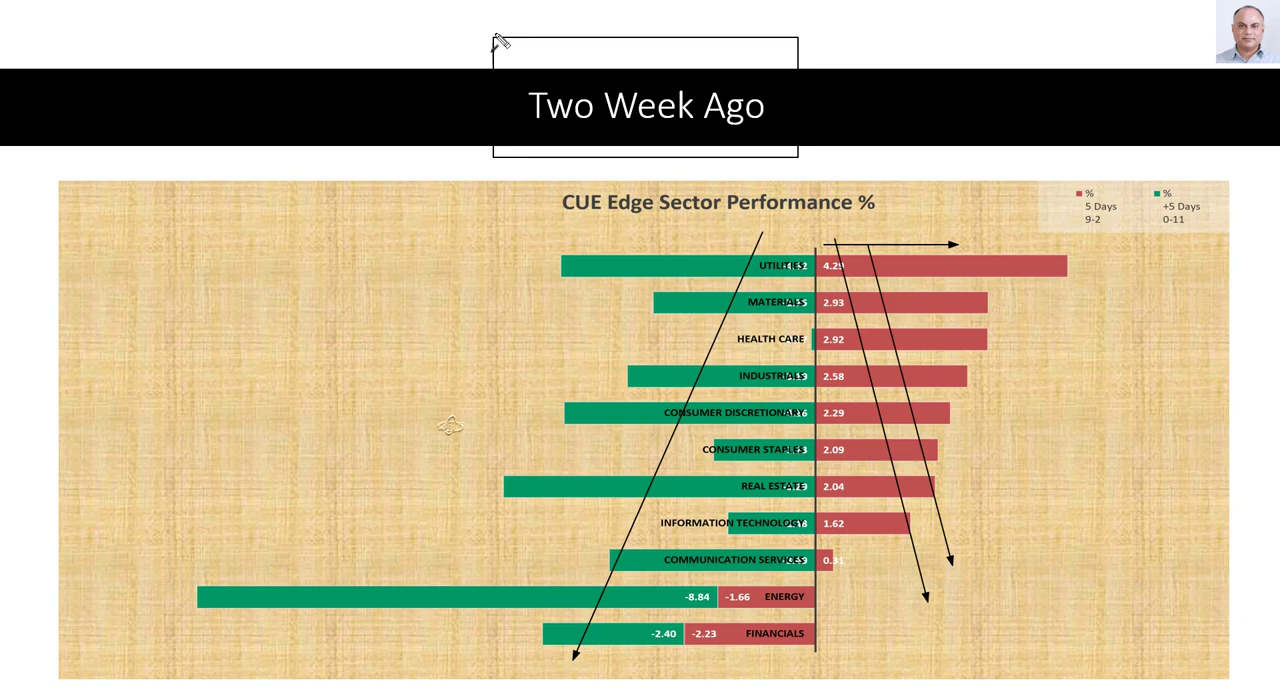 Two Week Ago
CUE Edge Sector Performance %
% %
5 Days +5 Days
9-2 0-11
UTILITIES 4.29
MATERIALS 2.93
HEALTH CARE 2.92
INDUSTRIALS 2.58
CONSUMER DISCRETIONARY 2.29
CONSUMER STAPLES 2.09
REAL ESTATE 2.04
INFORMATION TECHNOLOGY 1.62
COMMUNICATION SERVICES 0.31
-8.84 -1.66 ENERGY
-2.40 -2.23 FINANCIALS